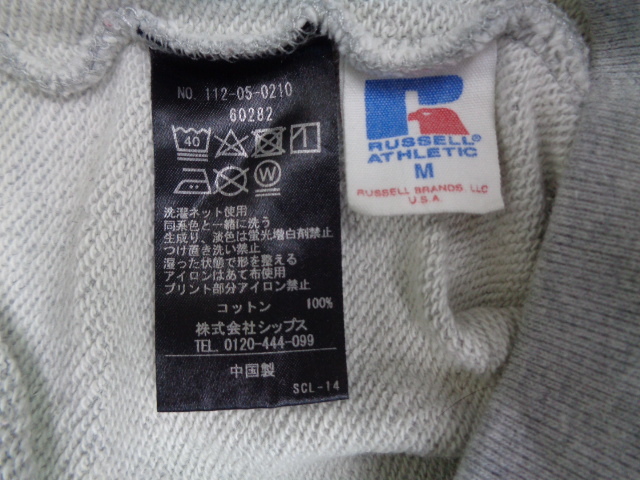 NO. 112-05-0210
60282
40
W
洗濯ネット使用
同系色と一緒に洗う
生成り、淡色は蛍光増白剤禁止
つけ置き洗い禁止
湿った状態で形を整える
アイロンはあて布使用
プリント部分アイロン禁止
コットン 100%
株式会社シップス
TEL. 0120-444-099
中国製
SCL-14
R
RUSSELL®
ATHLETIC
M
RUSSELL BRANDS, LLC
U.S.A.